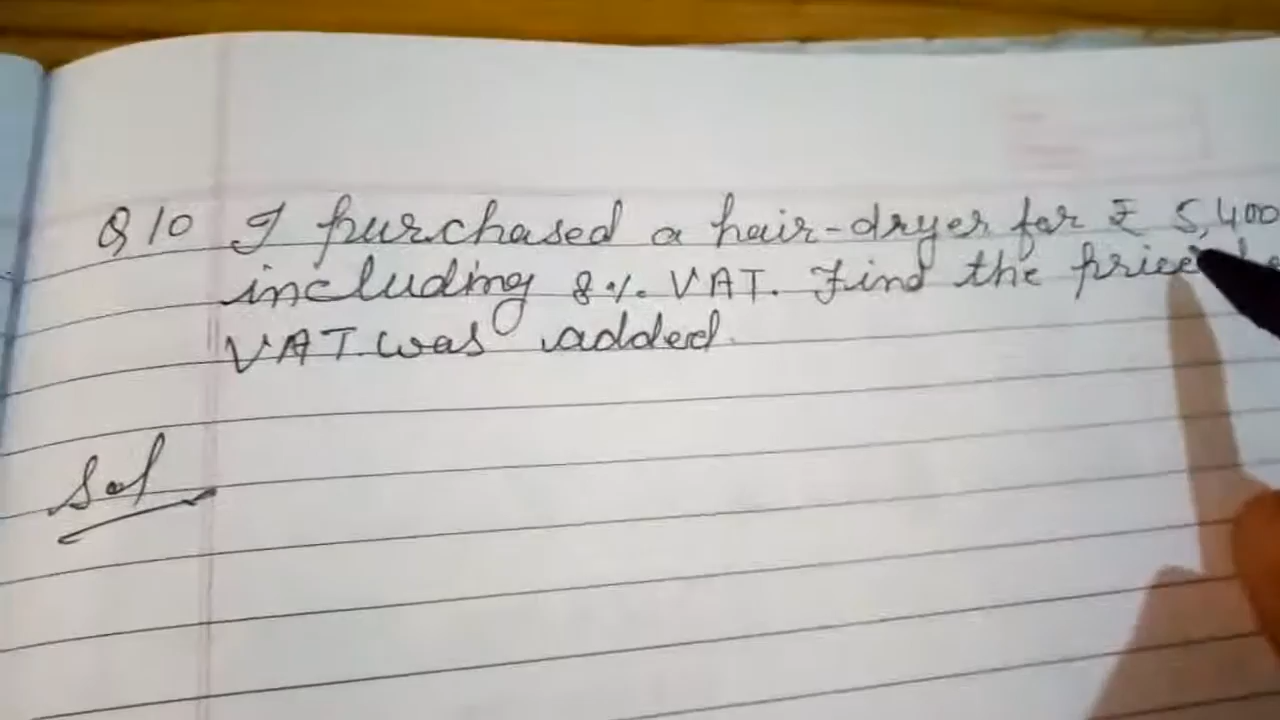 Q10 I purchased a hair-dryer for ₹ 5,400
including 8%. VAT. Find the price
VAT was added.
Sol